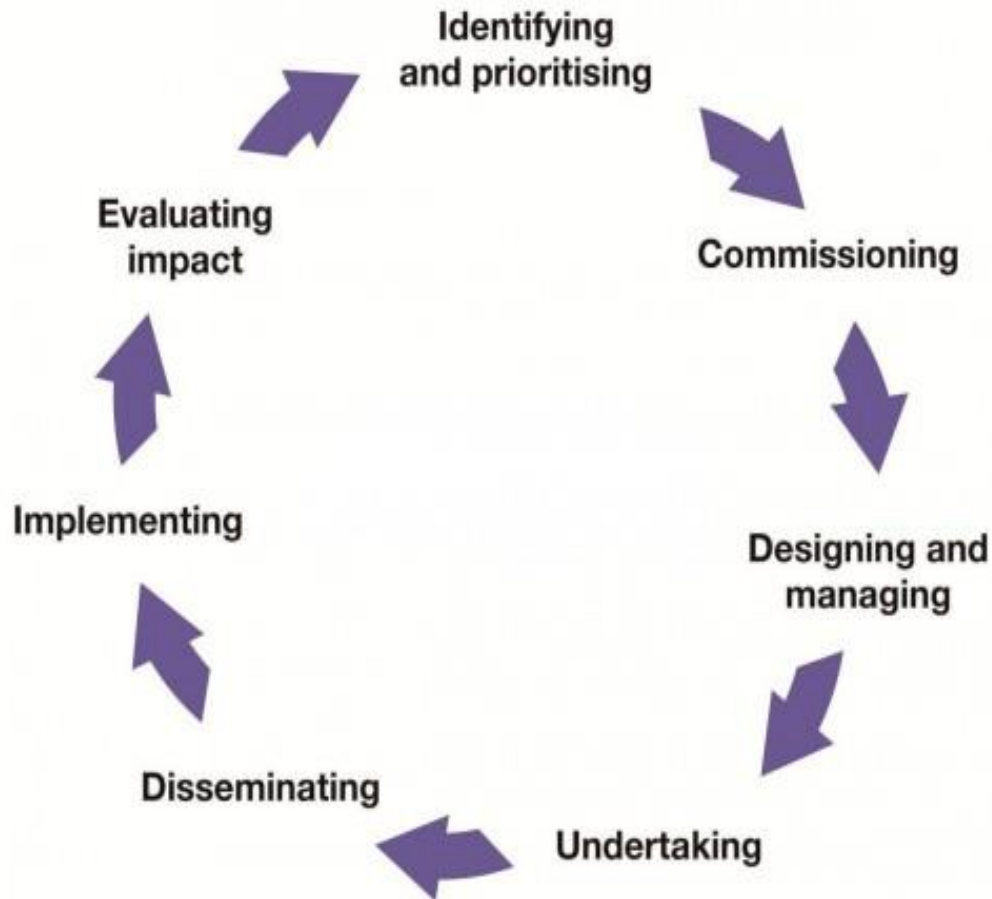 Identifying
and prioritising
Commissioning
Designing and
managing
Undertaking
Disseminating
Implementing
Evaluating
impact